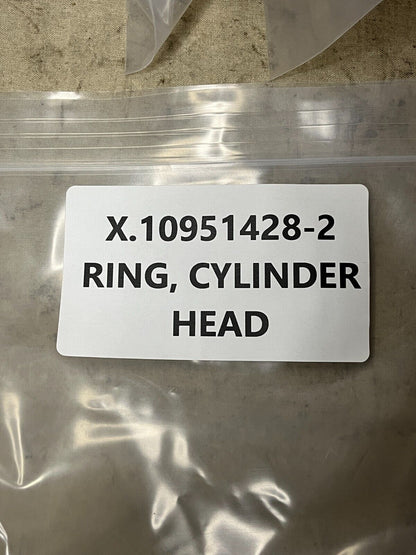 X.10951428-2
RING, CYLINDER
HEAD